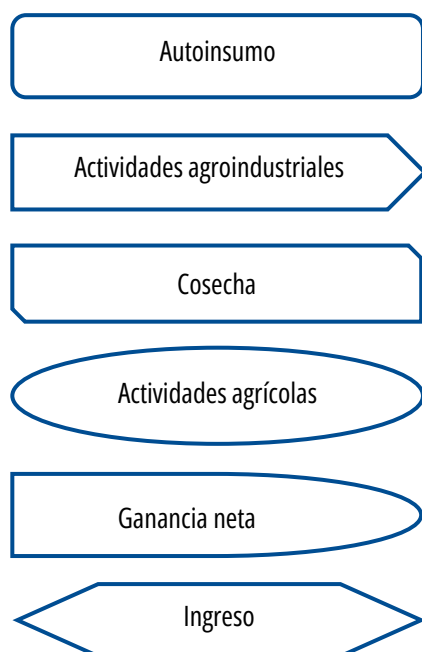 Autoinsumo
Actividades agroindustriales
Cosecha
Actividades agrícolas
Ganancia neta
Ingreso